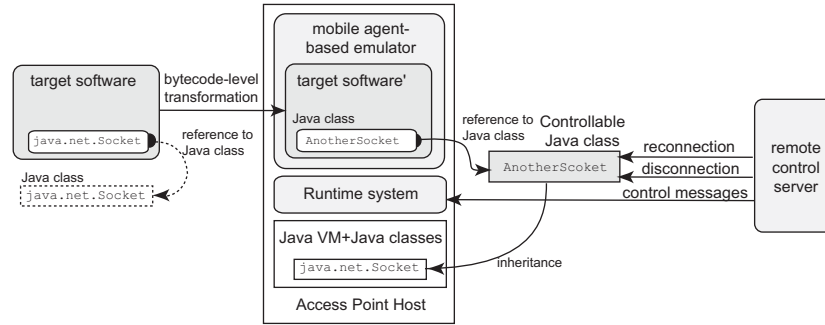 target software
java.net.Socket
Java class
java.net.Socket
reference to
Java class
bytecode-level
transformation
mobile agent-
based emulator
target software'
Java class
AnotherSocket
Runtime system
Java VM+Java classes
java.net.Socket
Access Point Host
reference to
Java class
Controllable
Java class
AnotherScoket
inheritance
reconnection
disconnection
control messages
remote
control
server